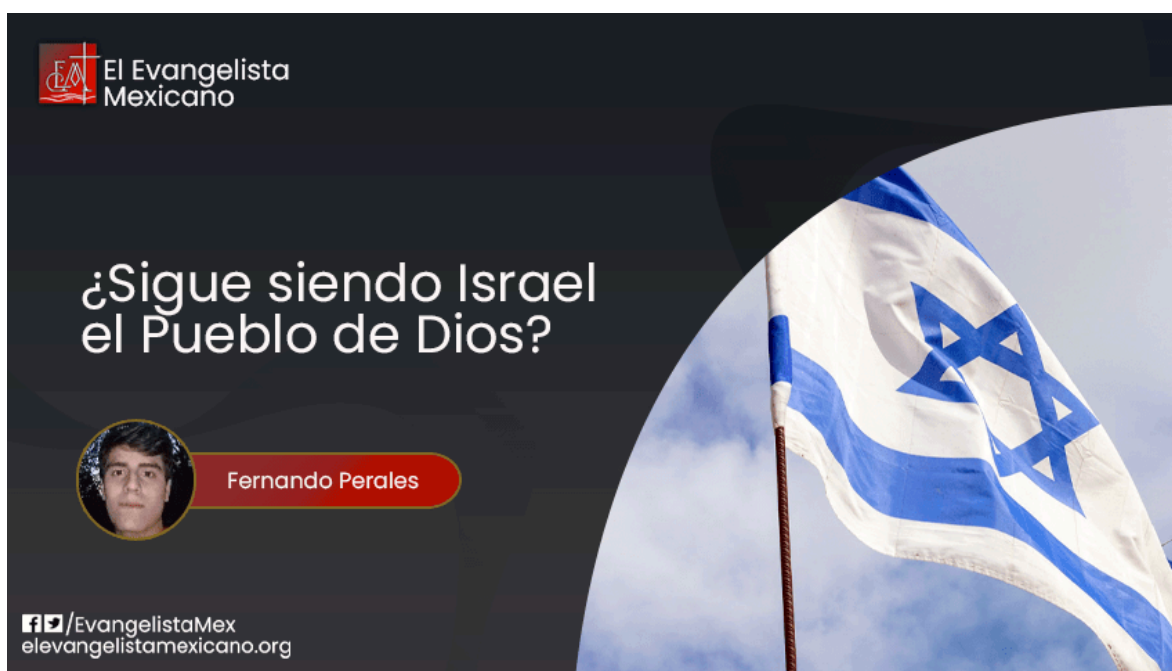 El Evangelista
Mexicano
¿Sigue siendo Israel
el Pueblo de Dios?
Fernando Perales
/EvangelistaMex
elevangelistamexicano.org